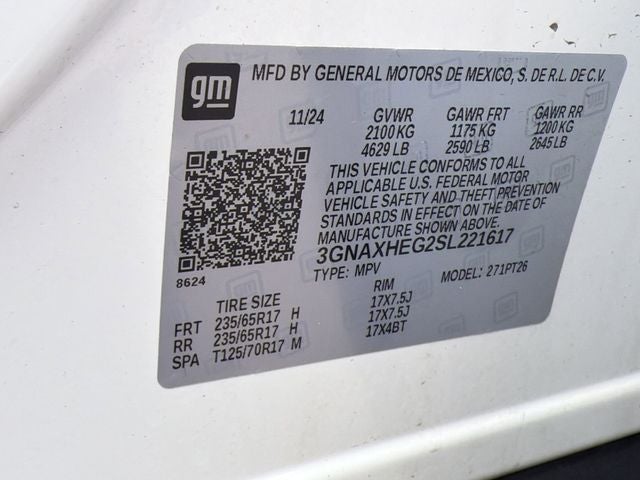 gm
MFD BY GENERAL MOTORS DE MEXICO, S. DE R.L. DE C.V.
11/24 GVWR GAWR FRT GAWR RR
2100 KG 1175 KG 1200 KG
4629 LB 2590 LB 2645 LB
THIS VEHICLE CONFORMS TO ALL
APPLICABLE U.S. FEDERAL MOTOR
VEHICLE SAFETY AND THEFT PREVENTION
STANDARDS IN EFFECT ON THE DATE OF
MANUFACTURE SHOWN ABOVE.
3GNAXHEG2SL221617
TYPE: MPV MODEL: 271PT26
8624
TIRE SIZE RIM
FRT 235/65R17 H 17X7.5J
RR 235/65R17 H 17X7.5J
SPA T125/70R17 M 17X4BT